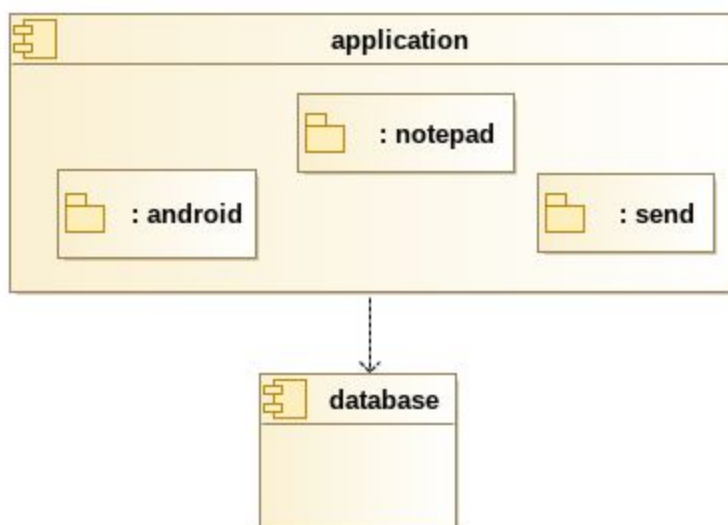 application
: notepad
: android
: send
database